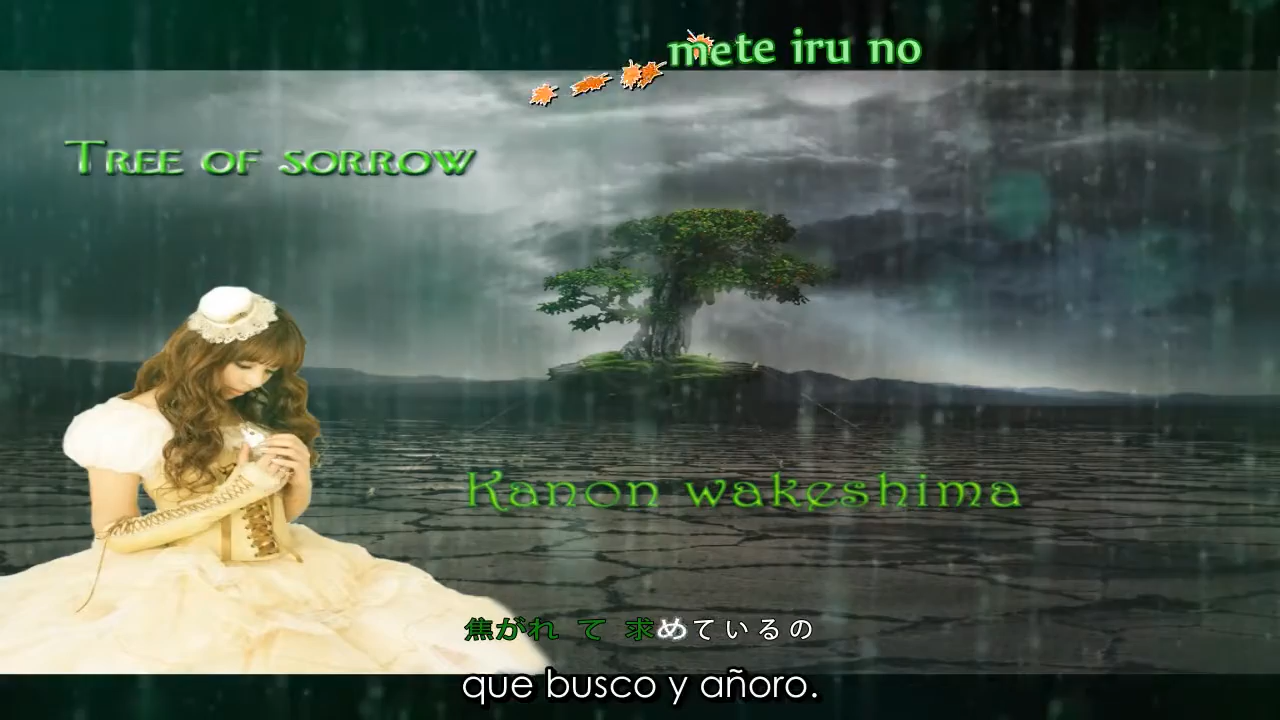 mete iru no
Tree of sorrow
Kanon wakeshima
焦がれ て 求めているの
que busco y añoro.